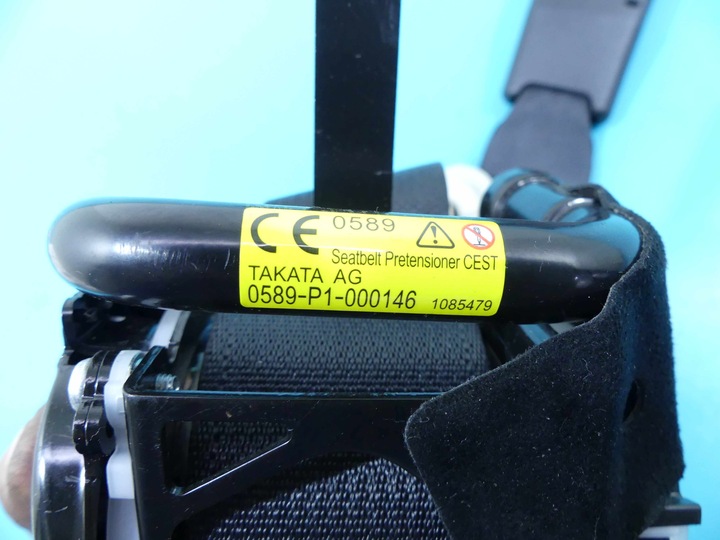 CE 0589
Seatbelt Pretensioner CEST
TAKATA AG
0589-P1-000146 1085479